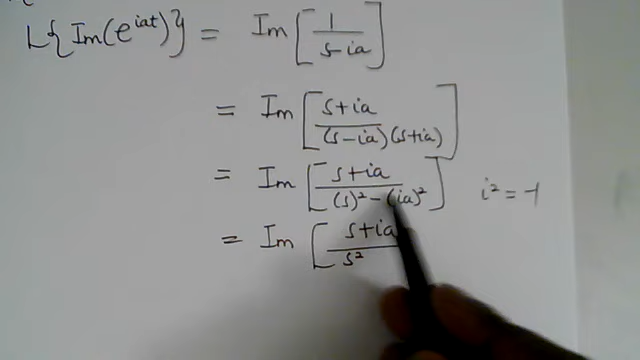 L{Im(e^{iat})} = Im[1/(s-ia)]
= Im[(s+ia)/((s-ia)(s+ia))]
= Im[(s+ia)/((s)²-(ia)²)] i² = -1
= Im[(s+ia)/s²